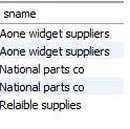 sname
Aone widget suppliers
Aone widget suppliers
National parts co
National parts co
Relaible supplies